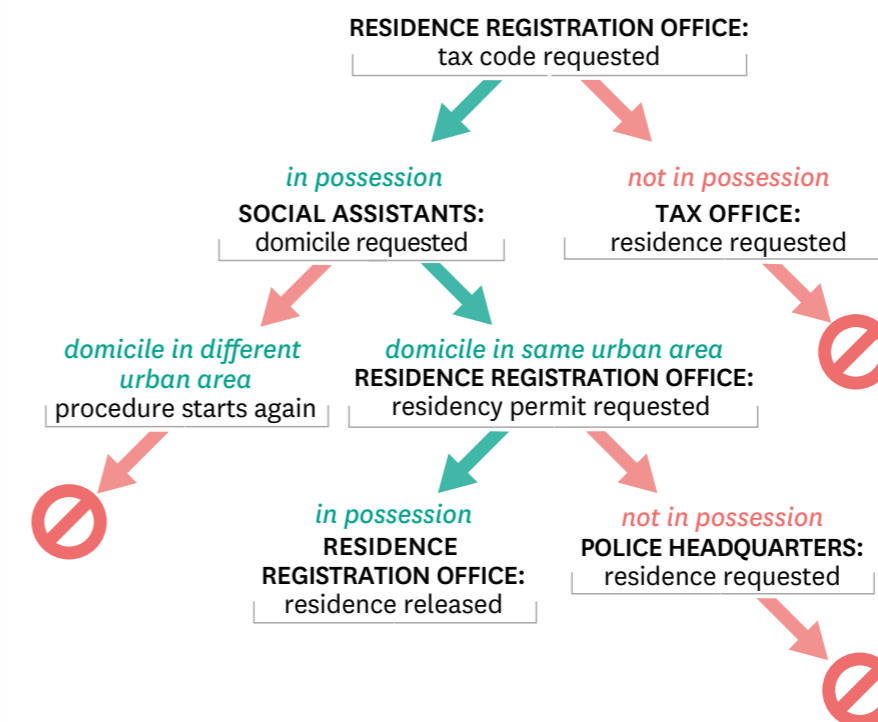 RESIDENCE REGISTRATION OFFICE:
tax code requested
in possession
SOCIAL ASSISTANTS:
domicile requested
not in possession
TAX OFFICE:
residence requested
domicile in different
urban area
procedure starts again
domicile in same urban area
RESIDENCE REGISTRATION OFFICE:
residency permit requested
in possession
RESIDENCE
REGISTRATION OFFICE:
residence released
not in possession
POLICE HEADQUARTERS:
residence requested